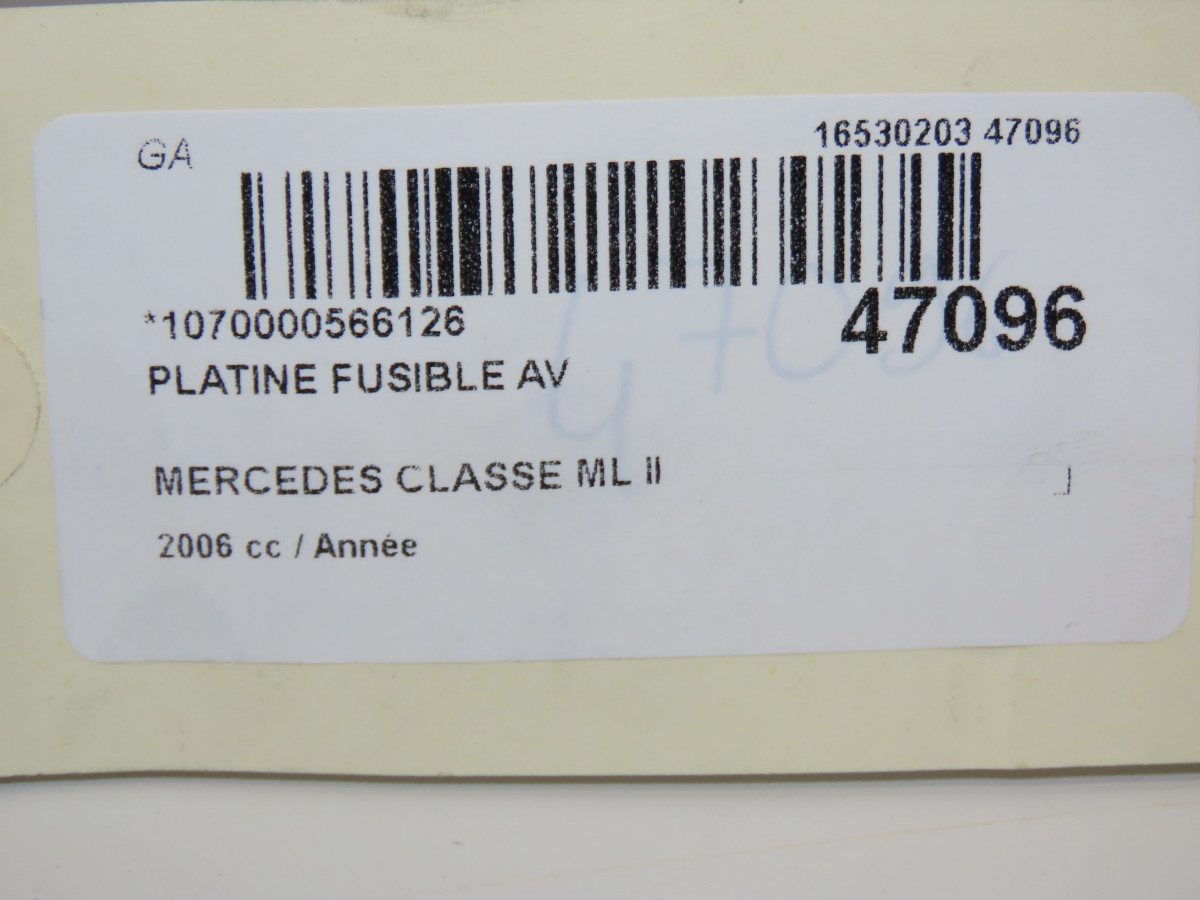 GA
16530203 47096
*1070000566126
47096
PLATINE FUSIBLE AV
MERCEDES CLASSE ML II
2006 cc / Année